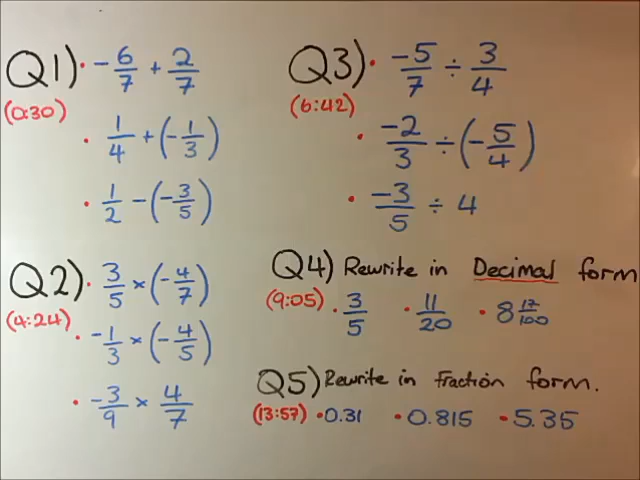 Q1) • -6/7 + 2/7
(0:30)
• 1/4 + (-1/3)
• 1/2 - (-3/5)
Q2) • 3/5 × (-4/7)
(4:24)
• -1/3 × (-4/5)
• -3/9 × 4/7
Q3) • -5/7 ÷ 3/4
(6:42)
• -2/3 ÷ (-5/4)
• -3/5 ÷ 4
Q4) Rewrite in Decimal form
(9:05) • 3/5 • 11/20 • 8 17/100
Q5) Rewrite in Fraction form.
(13:57) • 0.31 • 0.815 • 5.35